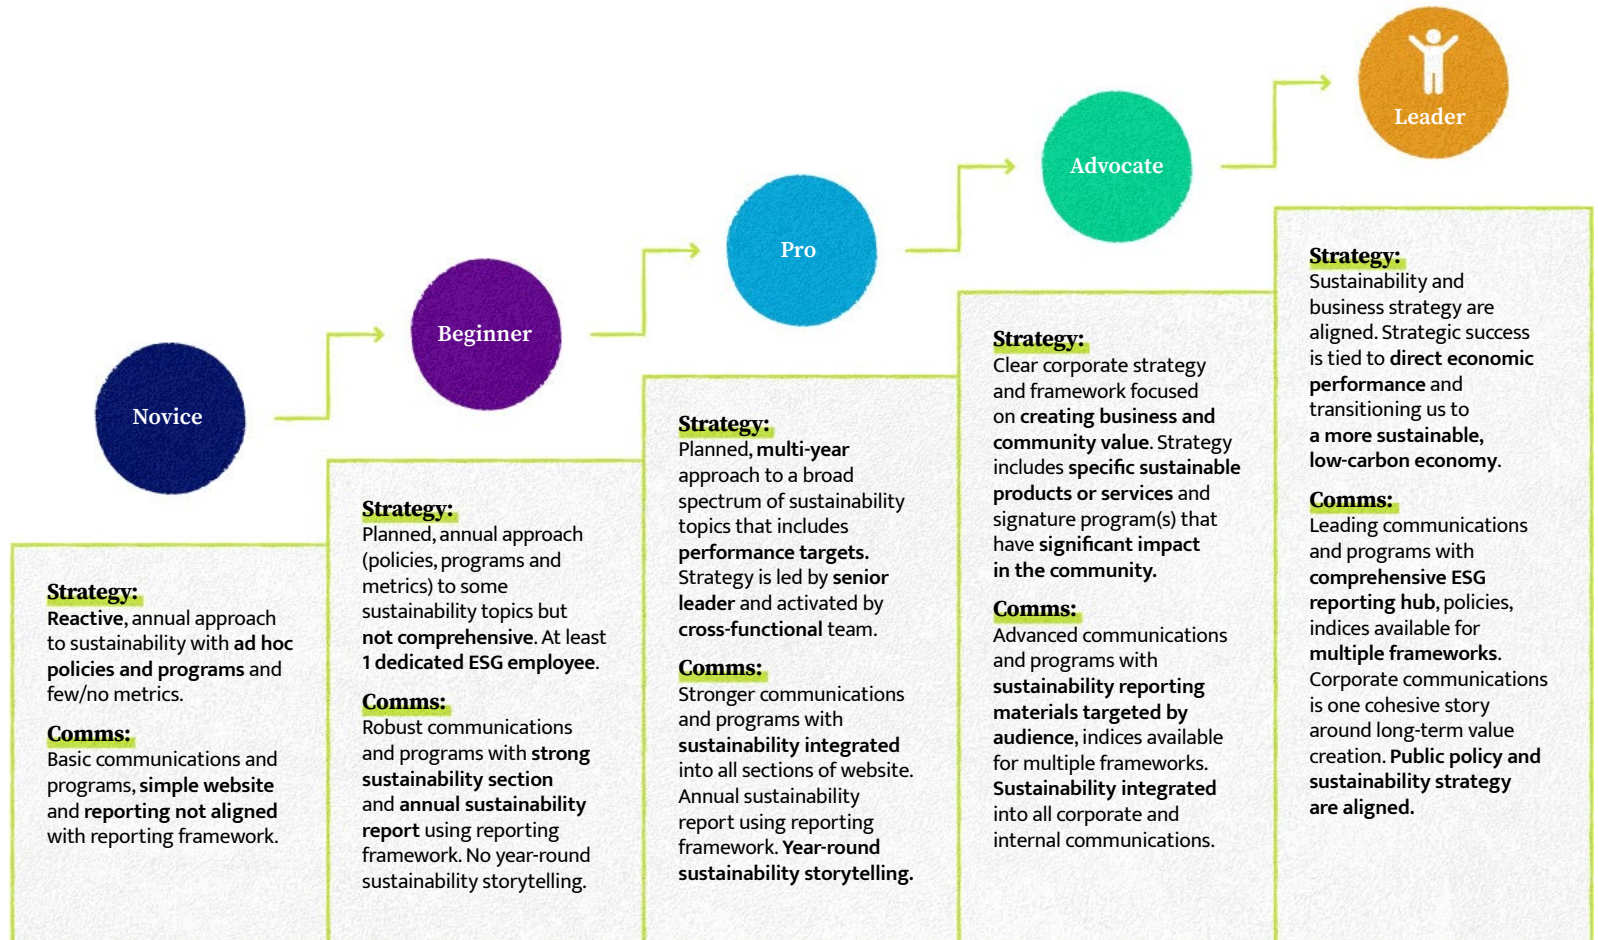 Novice
Strategy:
Reactive, annual approach
to sustainability with ad hoc
policies and programs and
few/no metrics.
Comms:
Basic communications and
programs, simple website
and reporting not aligned
with reporting framework.
Beginner
Strategy:
Planned, annual approach
(policies, programs and
metrics) to some
sustainability topics but
not comprehensive. At least
1 dedicated ESG employee.
Comms:
Robust communications
and programs with strong
sustainability section
and annual sustainability
report using reporting
framework. No year-round
sustainability storytelling.
Pro
Strategy:
Planned, multi-year
approach to a broad
spectrum of sustainability
topics that includes
performance targets.
Strategy is led by senior
leader and activated by
cross-functional team.
Comms:
Stronger communications
and programs with
sustainability integrated
into all sections of website.
Annual sustainability
report using reporting
framework. Year-round
sustainability storytelling.
Advocate
Strategy:
Clear corporate strategy
and framework focused
on creating business and
community value. Strategy
includes specific sustainable
products or services and
signature program(s) that
have significant impact
in the community.
Comms:
Advanced communications
and programs with
sustainability reporting
materials targeted by
audience, indices available
for multiple frameworks.
Sustainability integrated
into all corporate and
internal communications.
Leader
Strategy:
Sustainability and
business strategy are
aligned. Strategic success
is tied to direct economic
performance and
transitioning us to
a more sustainable,
low-carbon economy.
Comms:
Leading communications
and programs with
comprehensive ESG
reporting hub, policies,
indices available for
multiple frameworks.
Corporate communications
is one cohesive story
around long-term value
creation. Public policy and
sustainability strategy
are aligned.